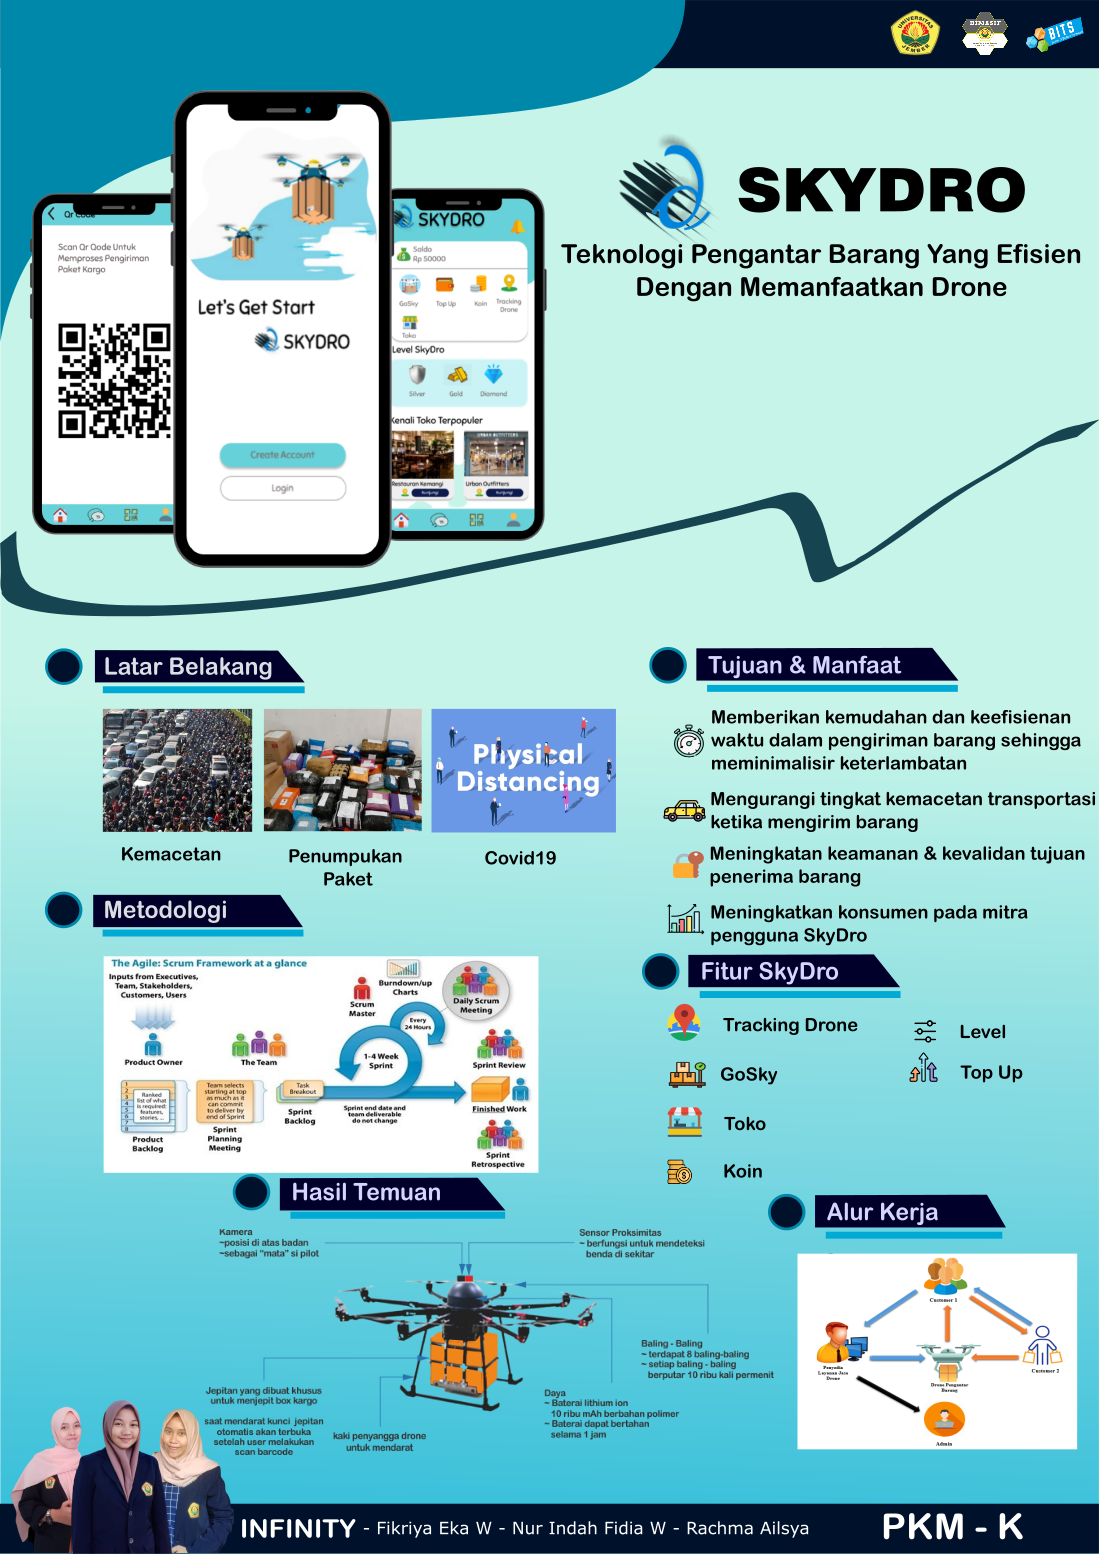 UNIVERSITAS
JEMBER
BITS
SKYDRO
Teknologi Pengantar Barang Yang Efisien
Dengan Memanfaatkan Drone
Qr Code
Scan Qr Qode Untuk
Memproses Pengiriman
Paket Kargo
Let's Get Start
SKYDRO
Create Account
Login
SKYDRO
Saldo
Rp 50000
GoSky
Top Up
Koin
Tracking
Drone
Toko
Level SkyDro
Silver
Gold
Diamond
Kenali Toko Terpopuler
URBAN OUTFITTERS
Restauran Kemangi
Urban Outfitters
Kunjungi
Kunjungi
Latar Belakang
Physical
Distancing
Kemacetan
Penumpukan
Paket
Covid19
Tujuan & Manfaat
Memberikan kemudahan dan keefisienan
waktu dalam pengiriman barang sehingga
meminimalisir keterlambatan
Mengurangi tingkat kemacetan transportasi
ketika mengirim barang
Meningkatan keamanan & kevalidan tujuan
penerima barang
Meningkatkan konsumen pada mitra
pengguna SkyDro
Metodologi
The Agile: Scrum Framework at a glance
Inputs from Executives,
Team, Stakeholders,
Customers, Users
Product Owner
The Team
Scrum
Master
Burndown/up
Charts
Every
24 Hours
Daily Scrum
Meeting
1-4 Week
Sprint
Sprint Review
1
2
3
4
5
6
7
8
Ranked
list of what
is required:
features,
stories, ...
Product
Backlog
Team selects
starting at top
as much as it
can commit
to deliver by
end of Sprint
Sprint
Planning
Meeting
Task
Breakout
Sprint
Backlog
Sprint end date and
team deliverable
do not change
Finished Work
Sprint
Retrospective
Fitur SkyDro
Tracking Drone
Level
GoSky
Top Up
Toko
Koin
Hasil Temuan
Kamera
~posisi di atas badan
~sebagai "mata" si pilot
Sensor Proksimitas
~ berfungsi untuk mendeteksi
benda di sekitar
Baling - Baling
~ terdapat 8 baling-baling
~ setiap baling - baling
berputar 10 ribu kali permenit
Daya
~ Baterai lithium ion
10 ribu mAh berbahan polimer
~ Baterai dapat bertahan
selama 1 jam
Jepitan yang dibuat khusus
untuk menjepit box kargo
saat mendarat kunci jepitan
otomatis akan terbuka
setelah user melakukan
scan barcode
kaki penyangga drone
untuk mendarat
Alur Kerja
Customer 1
Penyedia
Layanan Jasa
Drone
Drone Pengantar
Barang
Customer 2
Admin
INFINITY - Fikriya Eka W - Nur Indah Fidia W - Rachma Ailsya
PKM - K